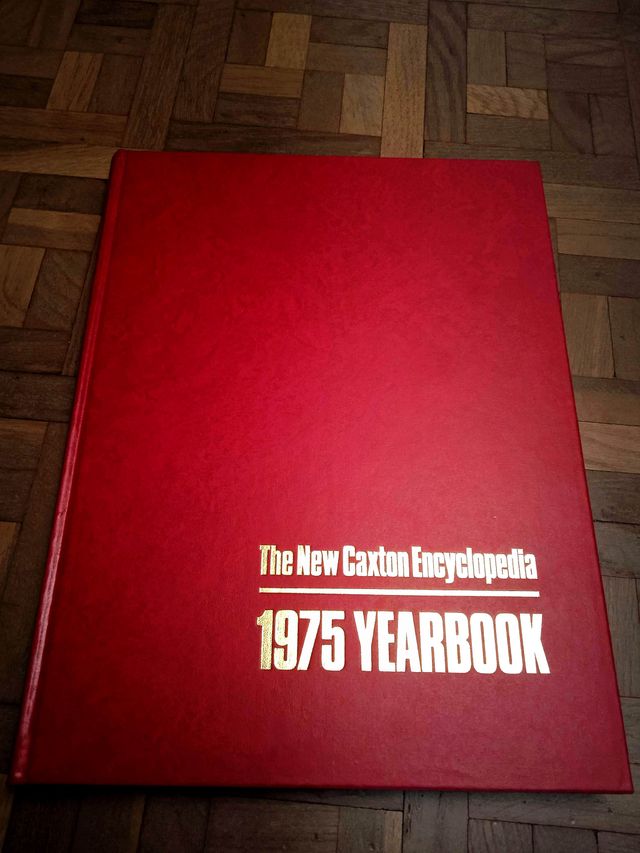 The New Caxton Encyclopedia
1975 YEARBOOK